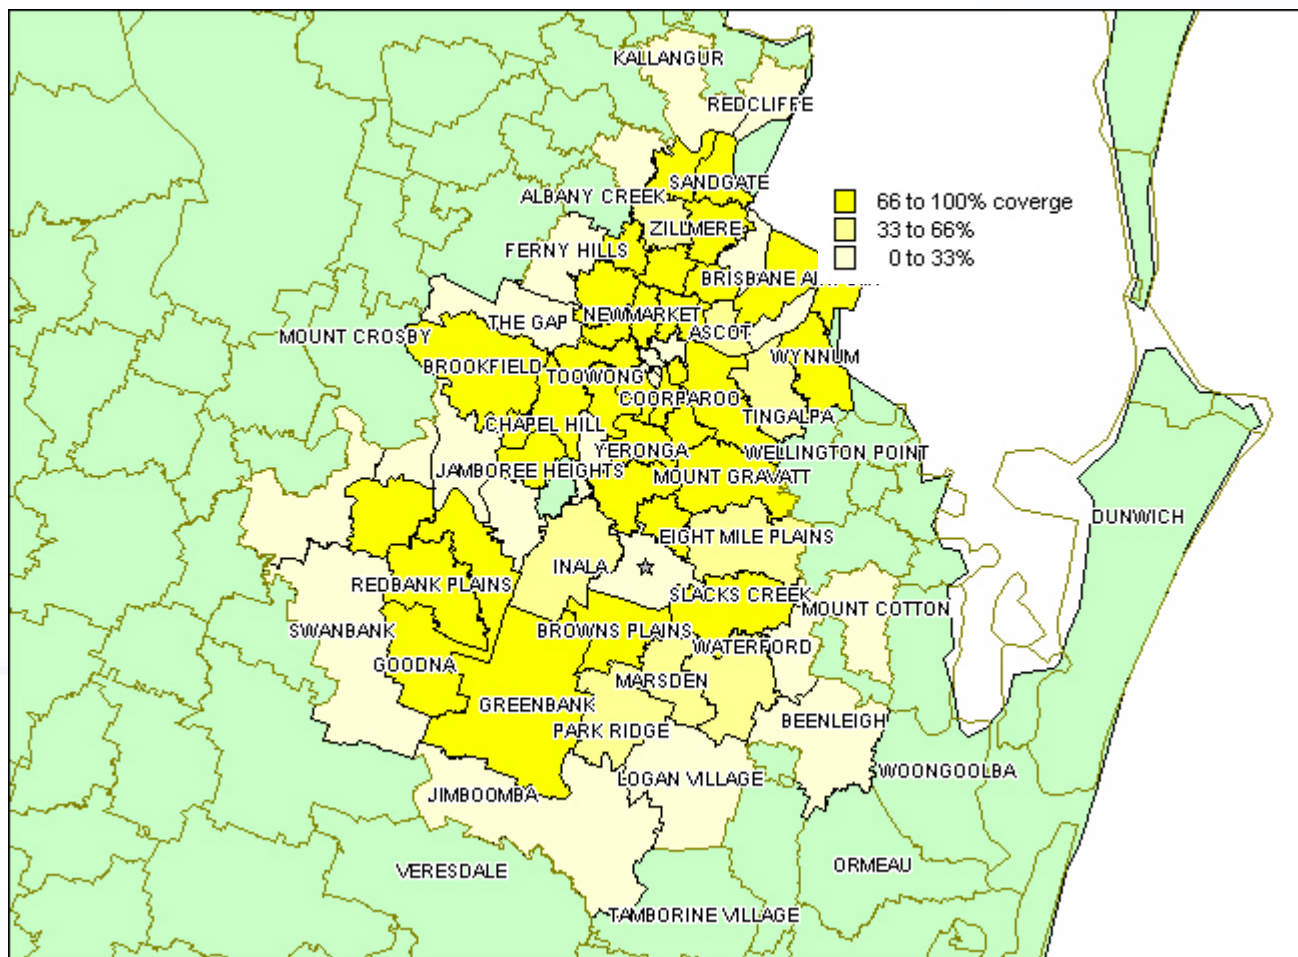 KALLANGUR
REDCLIFFE
SANDGATE
ALBANY CREEK
66 to 100% coverge
ZILLMERE
33 to 66%
FERNY HILLS
0 to 33%
BRISBANE
NEWMARKET
THE GAP
ASCOT
MOUNT CROSBY
WYNNUM
BROOKFIELD
TOOWONG
COORPAROO
TINGALPA
CHAPEL HILL
YERONGA
WELLINGTON POINT
JAMBOREE HEIGHTS
MOUNT GRAVATT
DUNWICH
EIGHT MILE PLAINS
INALA
REDBANK PLAINS
SLACKS CREEK
MOUNT COTTON
SWANBANK
BROWNS PLAINS
WATERFORD
GOODNA
MARSDEN
GREENBANK
BEENLEIGH
PARK RIDGE
WOONGOOLBA
LOGAN VILLAGE
JIMBOOMBA
ORMEAU
VERESDALE
TAMBORINE VILLAGE